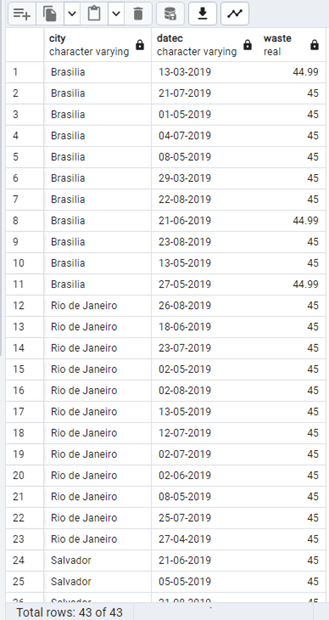 city datec waste
character varying character varying real
1 Brasilia 13-03-2019 44.99
2 Brasilia 21-07-2019 45
3 Brasilia 01-05-2019 45
4 Brasilia 04-07-2019 45
5 Brasilia 08-05-2019 45
6 Brasilia 29-03-2019 45
7 Brasilia 22-08-2019 45
8 Brasilia 21-06-2019 44.99
9 Brasilia 23-08-2019 45
10 Brasilia 13-05-2019 45
11 Brasilia 27-05-2019 44.99
12 Rio de Janeiro 26-08-2019 45
13 Rio de Janeiro 18-06-2019 45
14 Rio de Janeiro 23-07-2019 45
15 Rio de Janeiro 02-05-2019 45
16 Rio de Janeiro 02-08-2019 45
17 Rio de Janeiro 13-05-2019 45
18 Rio de Janeiro 12-07-2019 45
19 Rio de Janeiro 02-07-2019 45
20 Rio de Janeiro 02-06-2019 45
21 Rio de Janeiro 08-05-2019 45
22 Rio de Janeiro 25-07-2019 45
23 Rio de Janeiro 27-04-2019 45
24 Salvador 21-06-2019 45
25 Salvador 05-05-2019 45
Total rows: 43 of 43